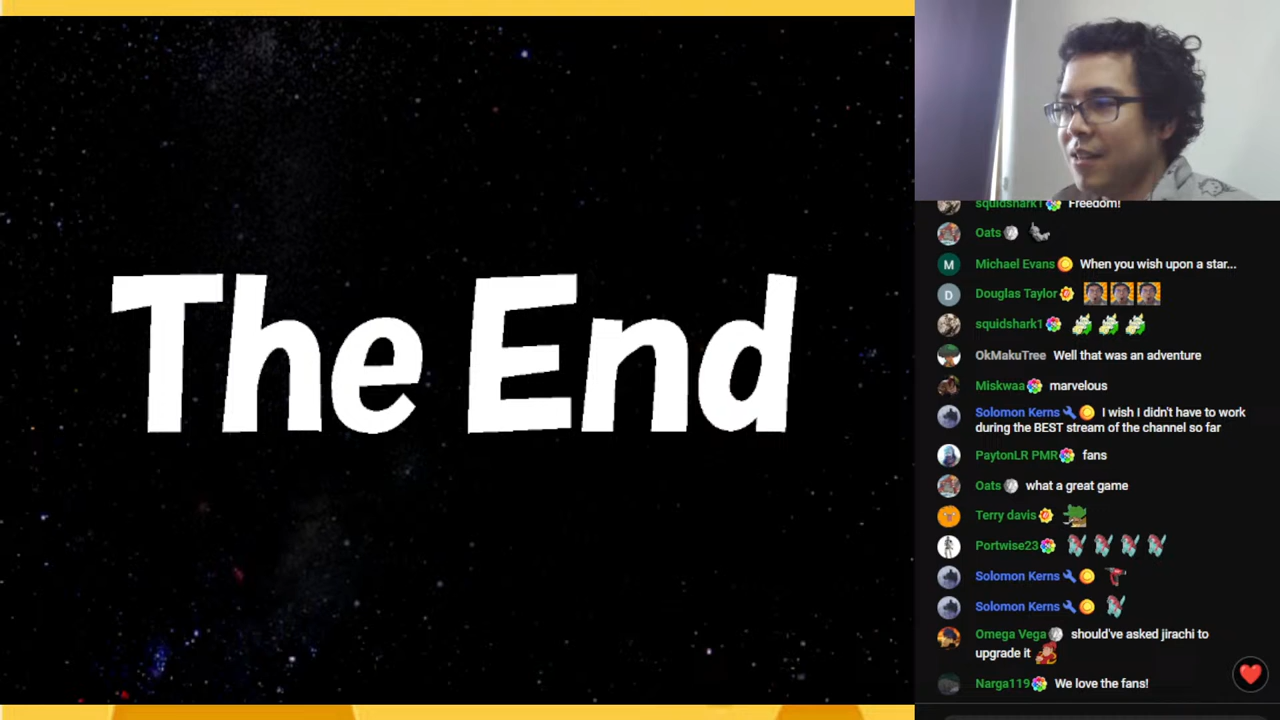 The End
squidshark1 Freedom!
Oats
M Michael Evans When you wish upon a star...
D Douglas Taylor
squidshark1
OkMakuTree Well that was an adventure
Miskwaa marvelous
Solomon Kerns I wish I didn't have to work
during the BEST stream of the channel so far
PaytonLR PMR fans
Oats what a great game
Terry davis
Portwise23
Solomon Kerns
Solomon Kerns
Omega Vega should've asked jirachi to
upgrade it
Narga119 We love the fans!